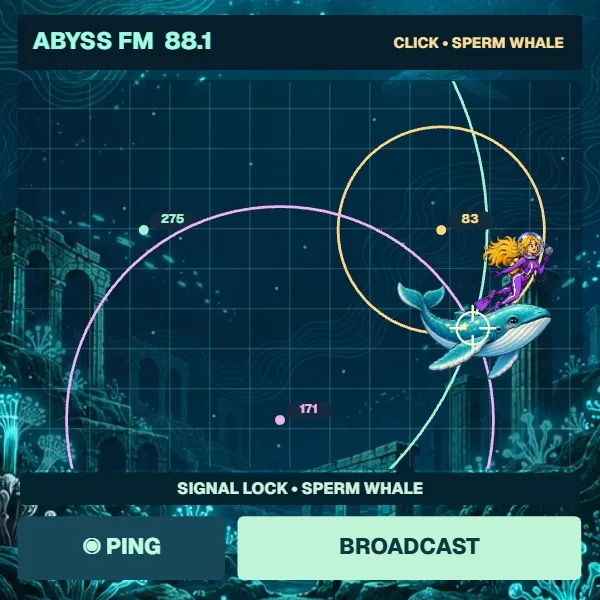 ABYSS FM 88.1
CLICK • SPERM WHALE
275
83
171
SIGNAL LOCK • SPERM WHALE
◉ PING
BROADCAST